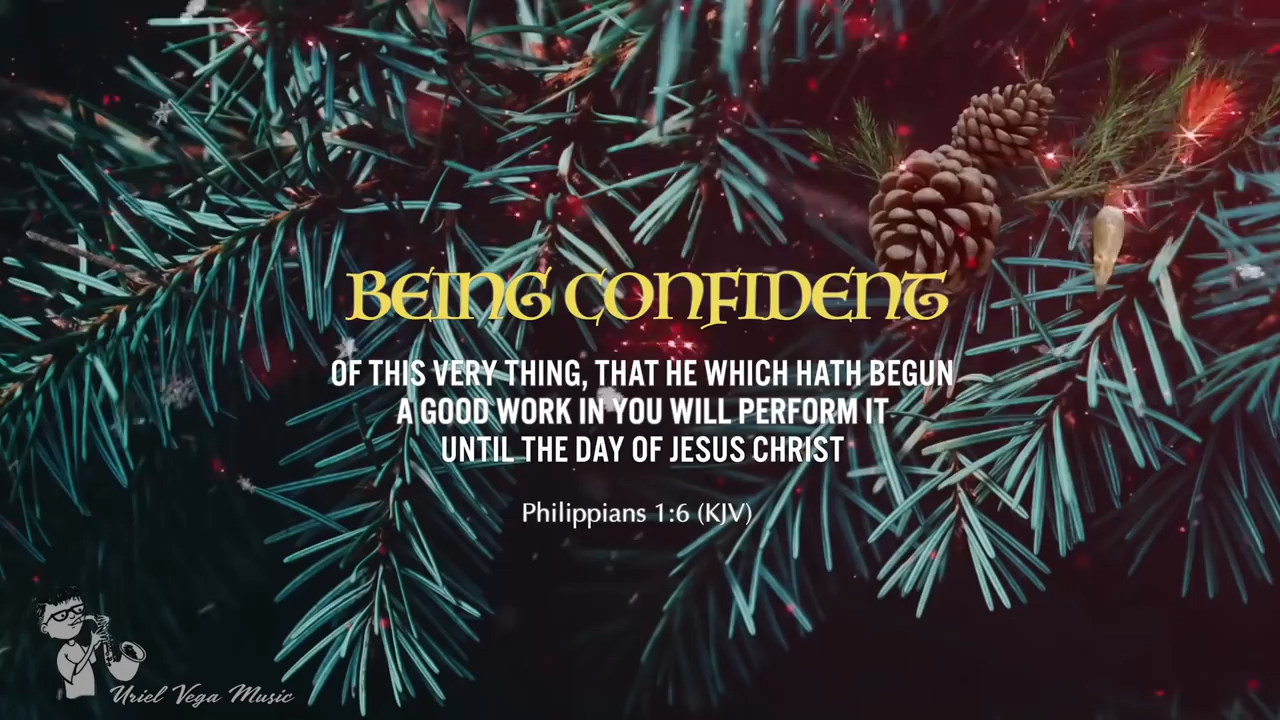 BEING CONFIDENT
OF THIS VERY THING, THAT HE WHICH HATH BEGUN
A GOOD WORK IN YOU WILL PERFORM IT
UNTIL THE DAY OF JESUS CHRIST
Philippians 1:6 (KJV)
Uriel Vega Music